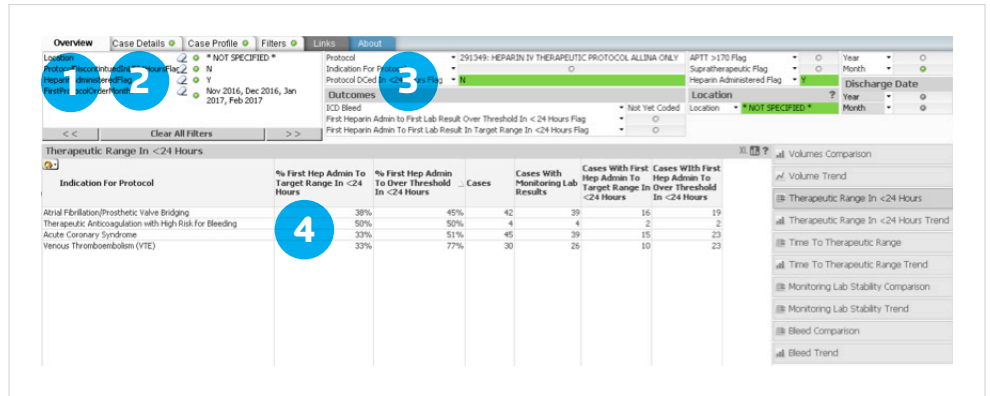 Overview Case Details Case Profile Filters Links About
Location * NOT SPECIFIED *
N
Y
Nov 2016, Dec 2016, Jan
2017, Feb 2017
<< Clear All Filters >>
1
2
3
Protocol 291349: HEPARIN IV THERAPEUTIC PROTOCOL ALLINA ONLY
Indication For Protocol
Protocol DCed In <24 Hours Flag N
Outcomes
ICD Bleed Not Yet Coded
First Heparin Admin to First Lab Result Over Threshold In < 24 Hours Flag
First Heparin Admin To First Lab Result In Target Range In <24 Hours Flag
APTT >170 Flag
Supratherapeutic Flag
Heparin Administered Flag Y
Location ?
Location * NOT SPECIFIED *
Year
Month
Discharge Date
Year
Month
Therapeutic Range In <24 Hours XL ?
Indication For Protocol
% First Hep Admin To
Target Range In <24
Hours
% First Hep Admin
To Over Threshold
In <24 Hours
Cases
Cases With
Monitoring Lab
Results
Cases With First
Hep Admin To
Target Range In
<24 Hours
Cases WIth First
Hep Admin To
Over Threshold
In <24 Hours
Atrial Fibrillation/Prosthetic Valve Bridging 38% 45% 42 39 16 19
Therapeutic Anticoagulation with High Risk for Bleeding 50% 50% 4 4 2 2
Acute Coronary Syndrome 33% 51% 45 39 15 23
Venous Thromboembolism (VTE) 33% 77% 30 26 10 23
4
Volumes Comparison
Volume Trend
Therapeutic Range In <24 Hours
Therapeutic Range In <24 Hours Trend
Time To Therapeutic Range
Time To Therapeutic Range Trend
Monitoring Lab Stability Comparison
Monitoring Lab Stability Trend
Bleed Comparison
Bleed Trend